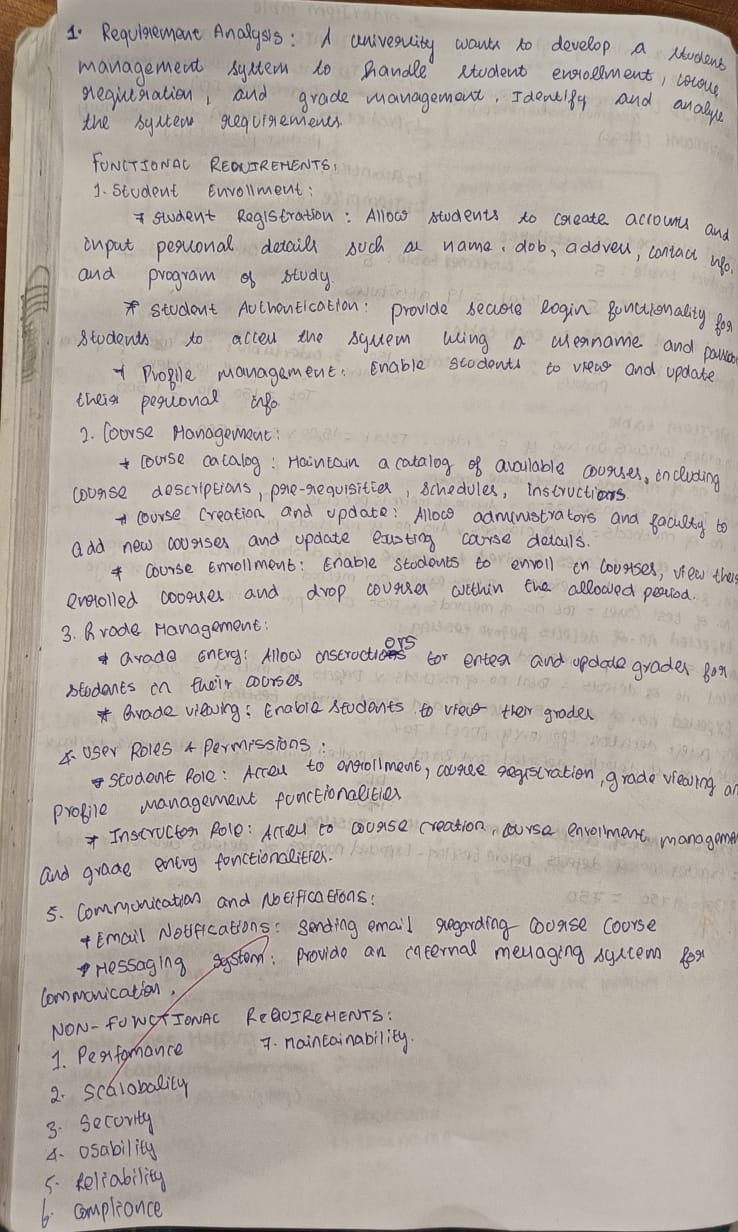 1. Requirement Analysis: A university wants to develop a student
management system to handle student enrollment, course
registration, and grade management. Identify and analyse
the system requirements.
FUNCTIONAL REQUIREMENTS:
1. Student Enrollment:
* Student Registration: Allow students to create accounts and
input personal details such as name, dob, address, contact info,
and program of study.
* Student Authentication: provide secure login functionality for
students to access the system using a username and
* Profile management: Enable students to view and update
their personal info
2. Course Management:
* Course catalog: Maintain a catalog of available courses, including
course descriptions, pre-requisities, schedules, instructions
* Course Creation and update: Allow administrators and faculty to
add new courses and update existing course details.
* Course Enrollment: Enable students to enroll in courses, view their
enrolled courses and drop courses within the allowed period.
3. Grade Management:
* Grade Entry: Allow instructors for enter and update grades for
students in their courses
* Grade viewing: Enable students to view their grades
4. User Roles & Permissions:
* Student Role: Access to enrollment, course registration, grade viewing an
Profile management functionalities
* Instructor Role: Access to course creation, course enrollment managemen
and grade entry fonctionalities.
5. Communication and Notifications:
* Email Notifications: Sending email regarding course course
* Messaging System: Provide an internal messaging system for
Communication.
NON-FUNCTIONAL REQUIREMENTS:
1. Perfomance 7. Maintainability.
2. Scalobality
3. Security
4. Usability
5. Reliability
6. Complionce